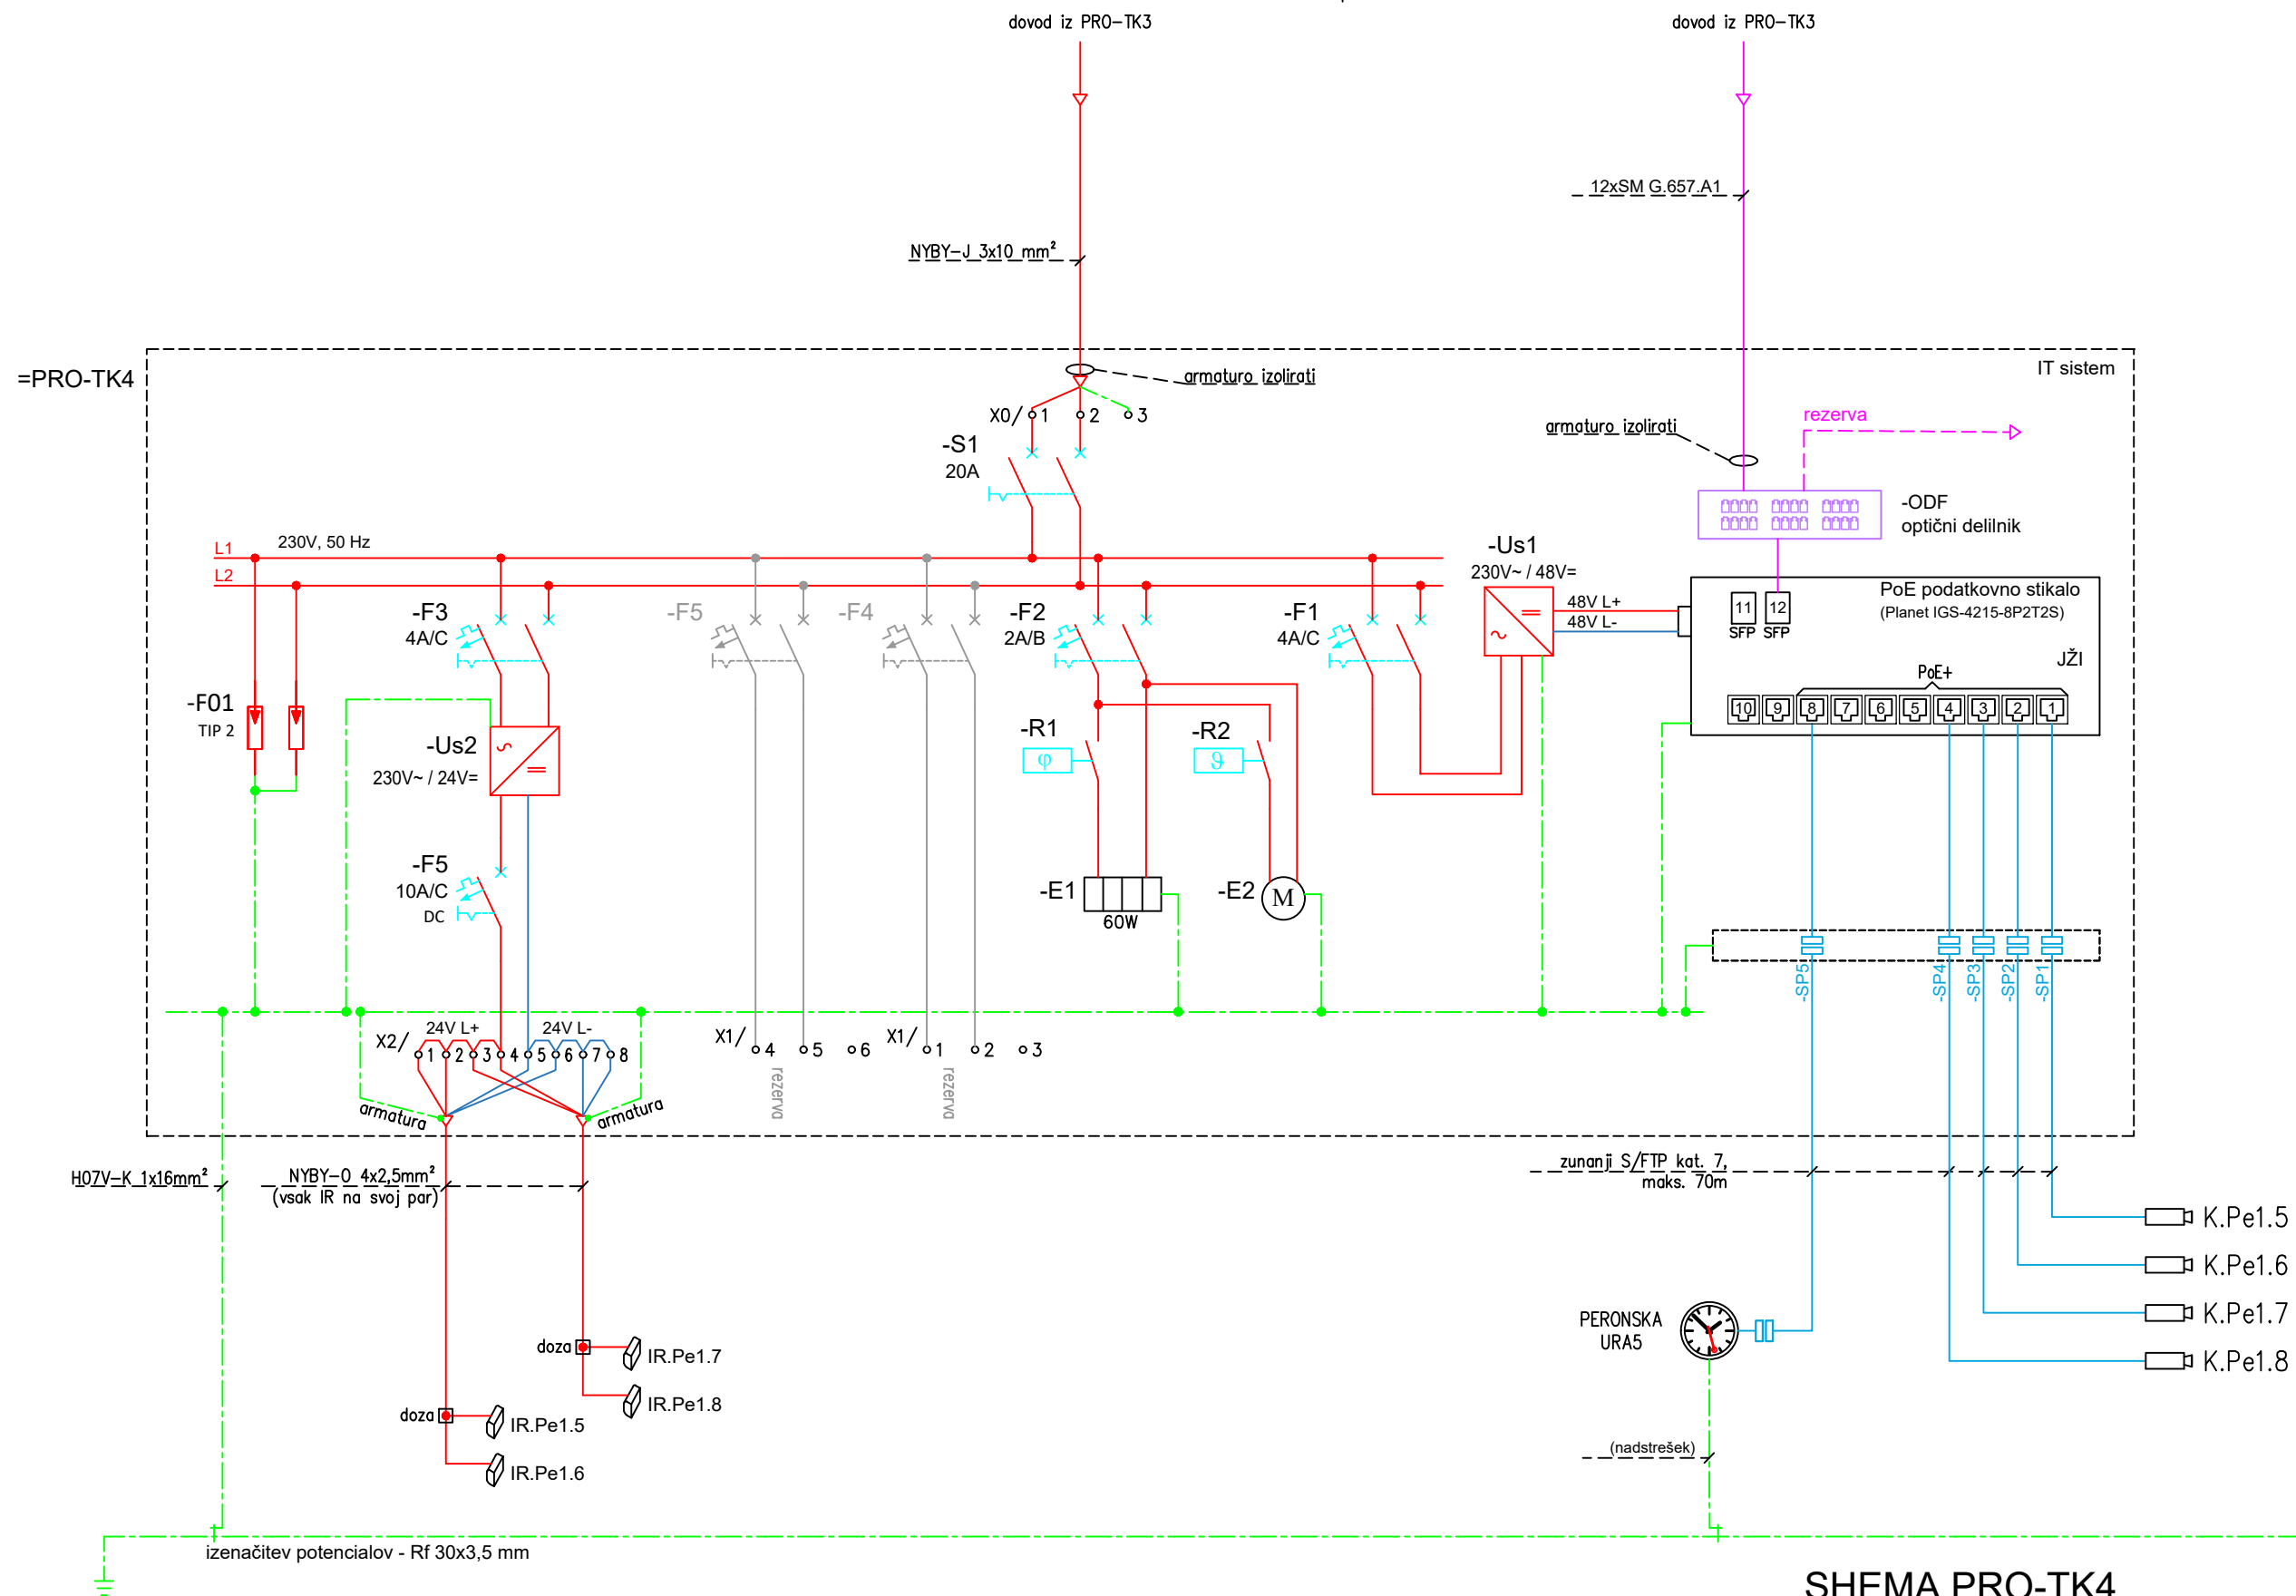 dovod iz PRO-TK3
dovod iz PRO-TK3
12xSM G.657.A1
NYBY-J 3x10 mm²
=PRO-TK4
IT sistem
armaturo izolirati
X0/ 1 2 3
rezerva
armaturo izolirati
-S1
20A
-ODF
optični delilnik
L1
230V, 50 Hz
L2
-Us1
230V~ / 48V=
48V L+
48V L-
PoE podatkovno stikalo
(Planet IGS-4215-8P2T2S)
11 12
SFP SFP
JŽI
PoE+
10 9 8 7 6 5 4 3 2 1
-F3
4A/C
-F5
-F4
-F2
2A/B
-F1
4A/C
-F01
TIP 2
-Us2
230V~ / 24V=
-R1
φ
-R2
ϑ
-F5
10A/C
DC
-E1
60W
-E2
M
-SP5
-SP4
-SP3
-SP2
-SP1
24V L+
24V L-
X2/ 1 2 3 4 5 6 7 8
X1/ 4 5 6
X1/ 1 2 3
rezerva
rezerva
armatura
armatura
H07V-K 1x16mm²
NYBY-O 4x2,5mm²
(vsak IR na svoj par)
zunanji S/FTP kat. 7,
maks. 70m
K.Pe1.5
K.Pe1.6
K.Pe1.7
K.Pe1.8
PERONSKA
URA5
doza
IR.Pe1.7
IR.Pe1.8
doza
IR.Pe1.5
IR.Pe1.6
(nadstrešek)
izenačitev potencialov - Rf 30x3,5 mm
SHEMA PRO-TK4